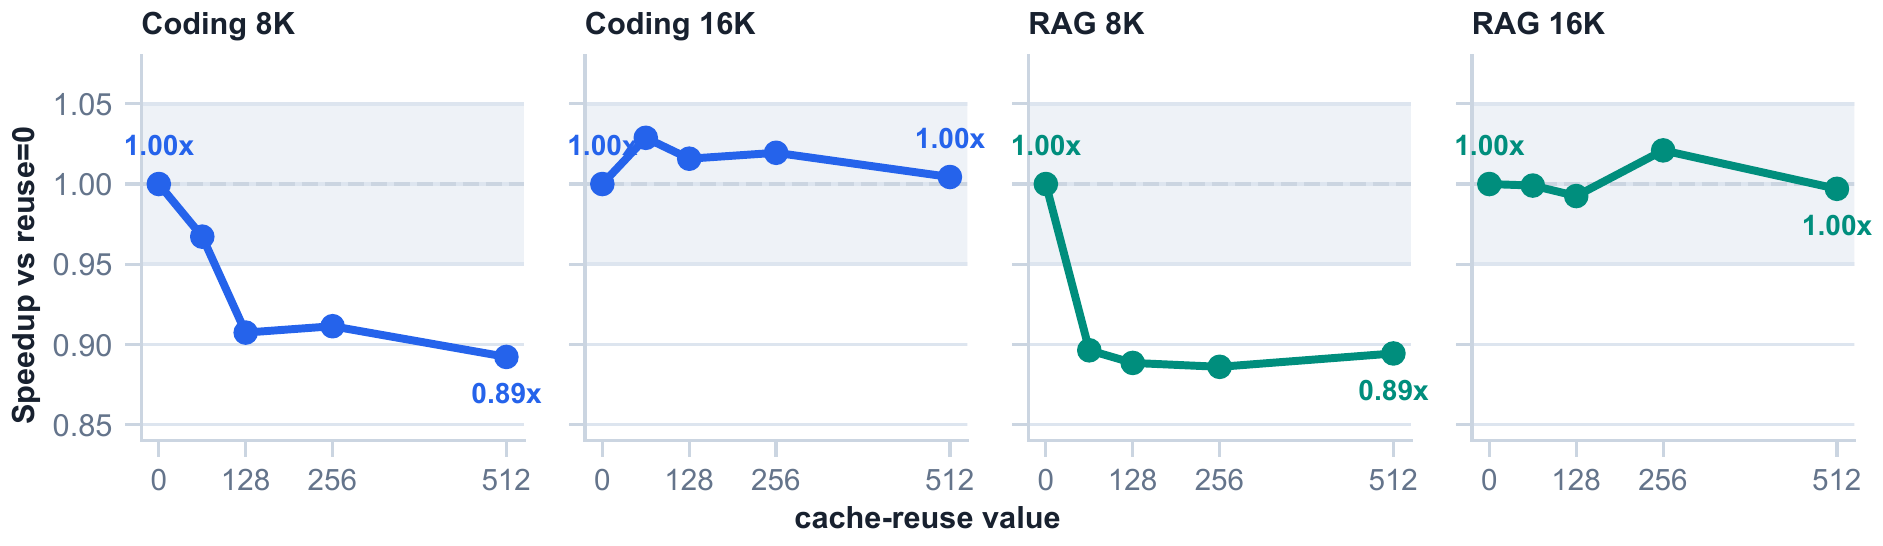 Coding 8K
Coding 16K
RAG 8K
RAG 16K
Speedup vs reuse=0
1.05
1.00
0.95
0.90
0.85
1.00x
0.89x
1.00x
1.00x
1.00x
0.89x
1.00x
1.00x
0 128 256 512
0 128 256 512
0 128 256 512
0 128 256 512
cache-reuse value